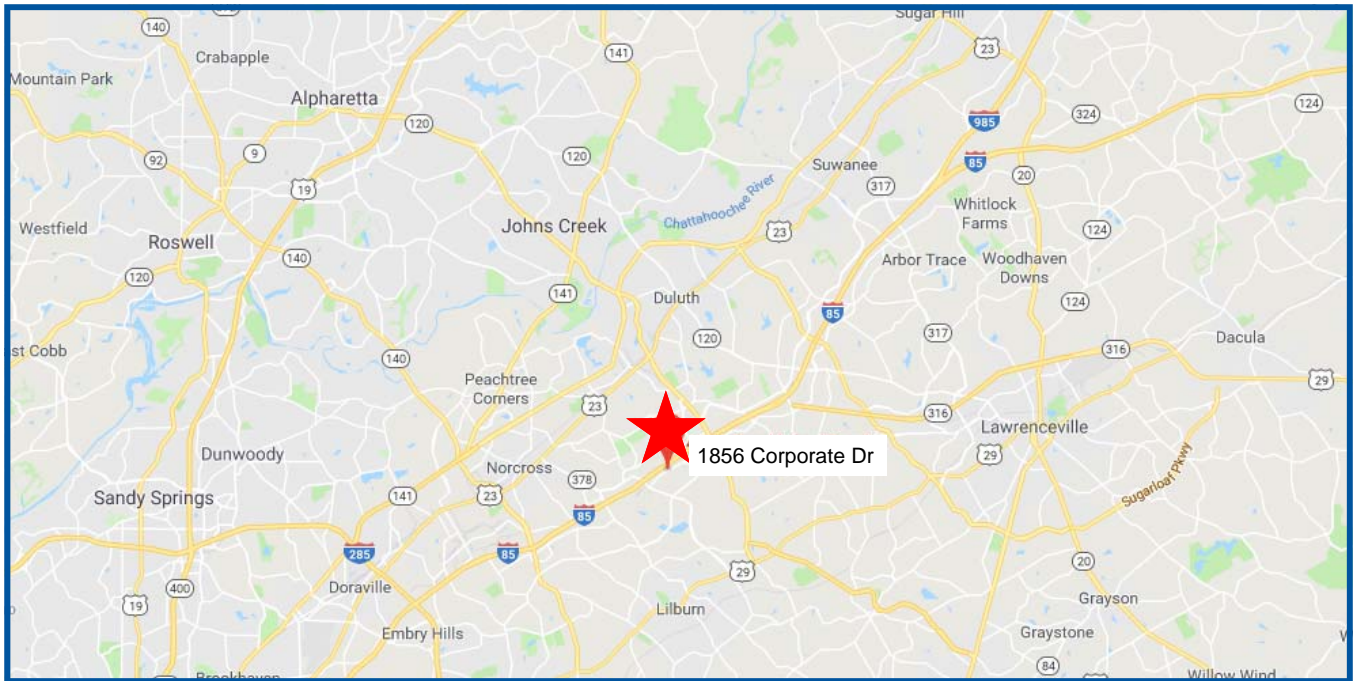 Sugar Hill
140
141
23
Crabapple
Mountain Park
Alpharetta
124
124
324
985
120
120
92
9
85
Suwanee
19
317
20
Chattahoochee River
Whitlock
Farms
Westfield
Johns Creek
23
124
Roswell
140
Arbor Trace
Woodhaven
Downs
120
141
Duluth
124
85
317
120
Dacula
316
st Cobb
140
Peachtree
Corners
29
23
316
Lawrenceville
1856 Corporate Dr
Dunwoody
29
Norcross
378
Sugarloaf Pkwy
Sandy Springs
141
23
85
285
85
20
29
400
Doraville
19
Lilburn
Grayson
Embry Hills
Graystone
84
Brookhaven
Willow Wind